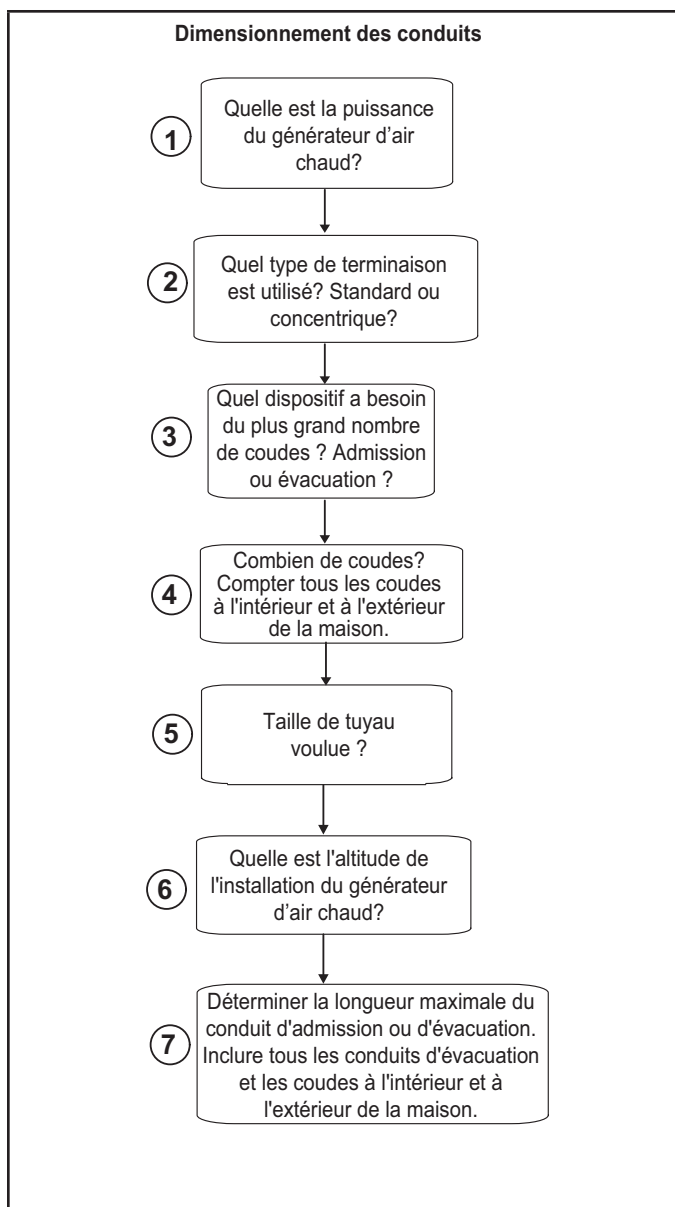 Dimensionnement des conduits
1
Quelle est la puissance
du générateur d’air
chaud?
2
Quel type de terminaison
est utilisé? Standard ou
concentrique?
3
Quel dispositif a besoin
du plus grand nombre
de coudes ? Admission
ou évacuation ?
4
Combien de coudes?
Compter tous les coudes
à l'intérieur et à l'extérieur
de la maison.
5
Taille de tuyau
voulue ?
6
Quelle est l'altitude de
l'installation du générateur
d’air chaud?
7
Déterminer la longueur maximale du
conduit d'admission ou d'évacuation.
Inclure tous les conduits d'évacuation
et les coudes à l'intérieur et à
l'extérieur de la maison.